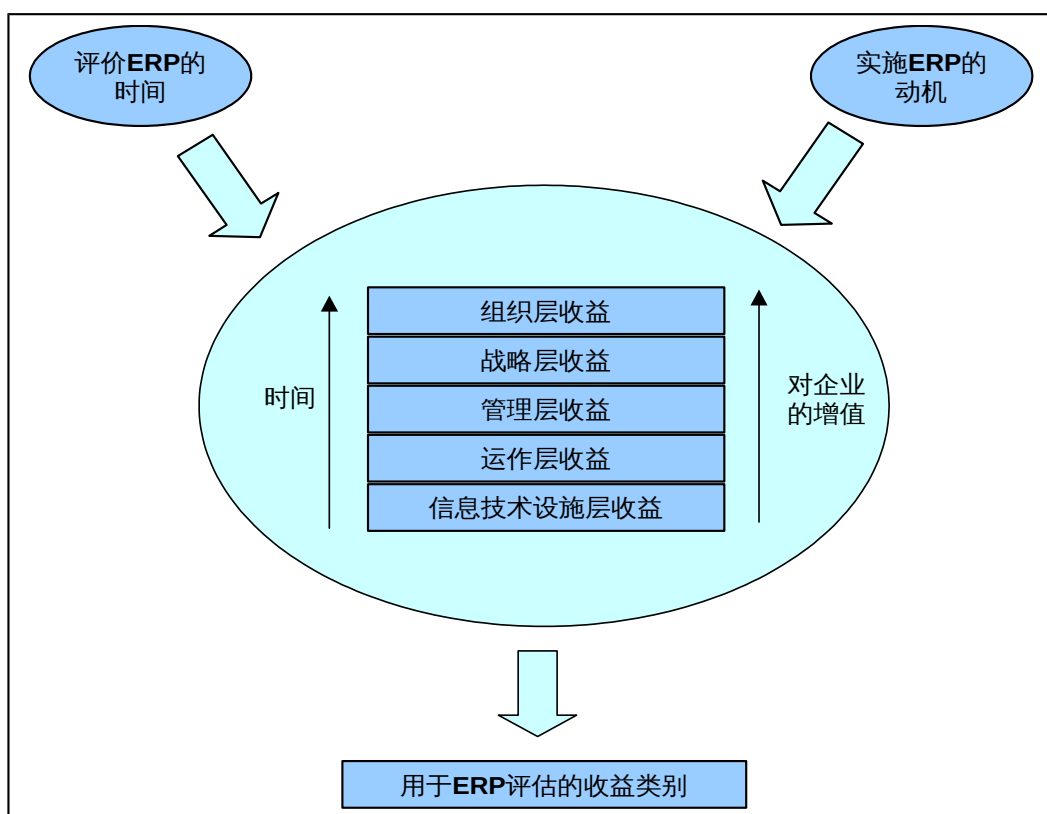 评价ERP的
时间
实施ERP的
动机
组织层收益
战略层收益
时间
管理层收益
对企业
的增值
运作层收益
信息技术设施层收益
用于ERP评估的收益类别